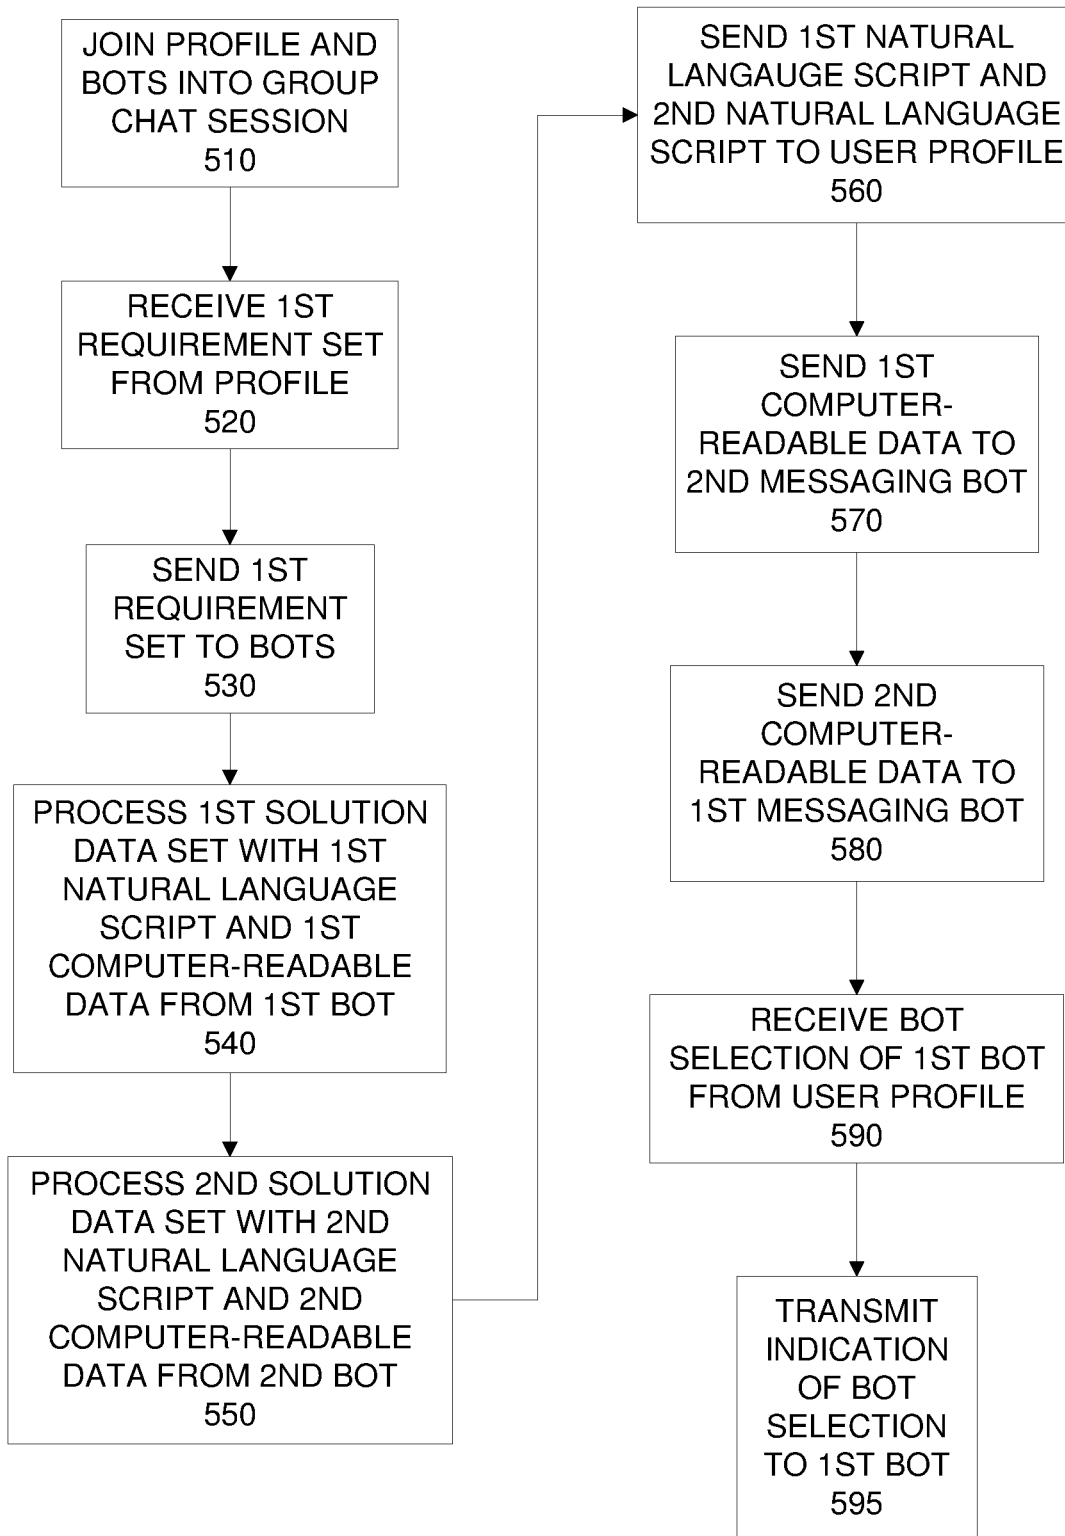 JOIN PROFILE AND
BOTS INTO GROUP
CHAT SESSION
510
RECEIVE 1ST
REQUIREMENT SET
FROM PROFILE
520
SEND 1ST
REQUIREMENT
SET TO BOTS
530
PROCESS 1ST SOLUTION
DATA SET WITH 1ST
NATURAL LANGUAGE
SCRIPT AND 1ST
COMPUTER-READABLE
DATA FROM 1ST BOT
540
PROCESS 2ND SOLUTION
DATA SET WITH 2ND
NATURAL LANGUAGE
SCRIPT AND 2ND
COMPUTER-READABLE
DATA FROM 2ND BOT
550
SEND 1ST NATURAL
LANGAUGE SCRIPT AND
2ND NATURAL LANGUAGE
SCRIPT TO USER PROFILE
560
SEND 1ST
COMPUTER-
READABLE DATA TO
2ND MESSAGING BOT
570
SEND 2ND
COMPUTER-
READABLE DATA TO
1ST MESSAGING BOT
580
RECEIVE BOT
SELECTION OF 1ST BOT
FROM USER PROFILE
590
TRANSMIT
INDICATION
OF BOT
SELECTION
TO 1ST BOT
595